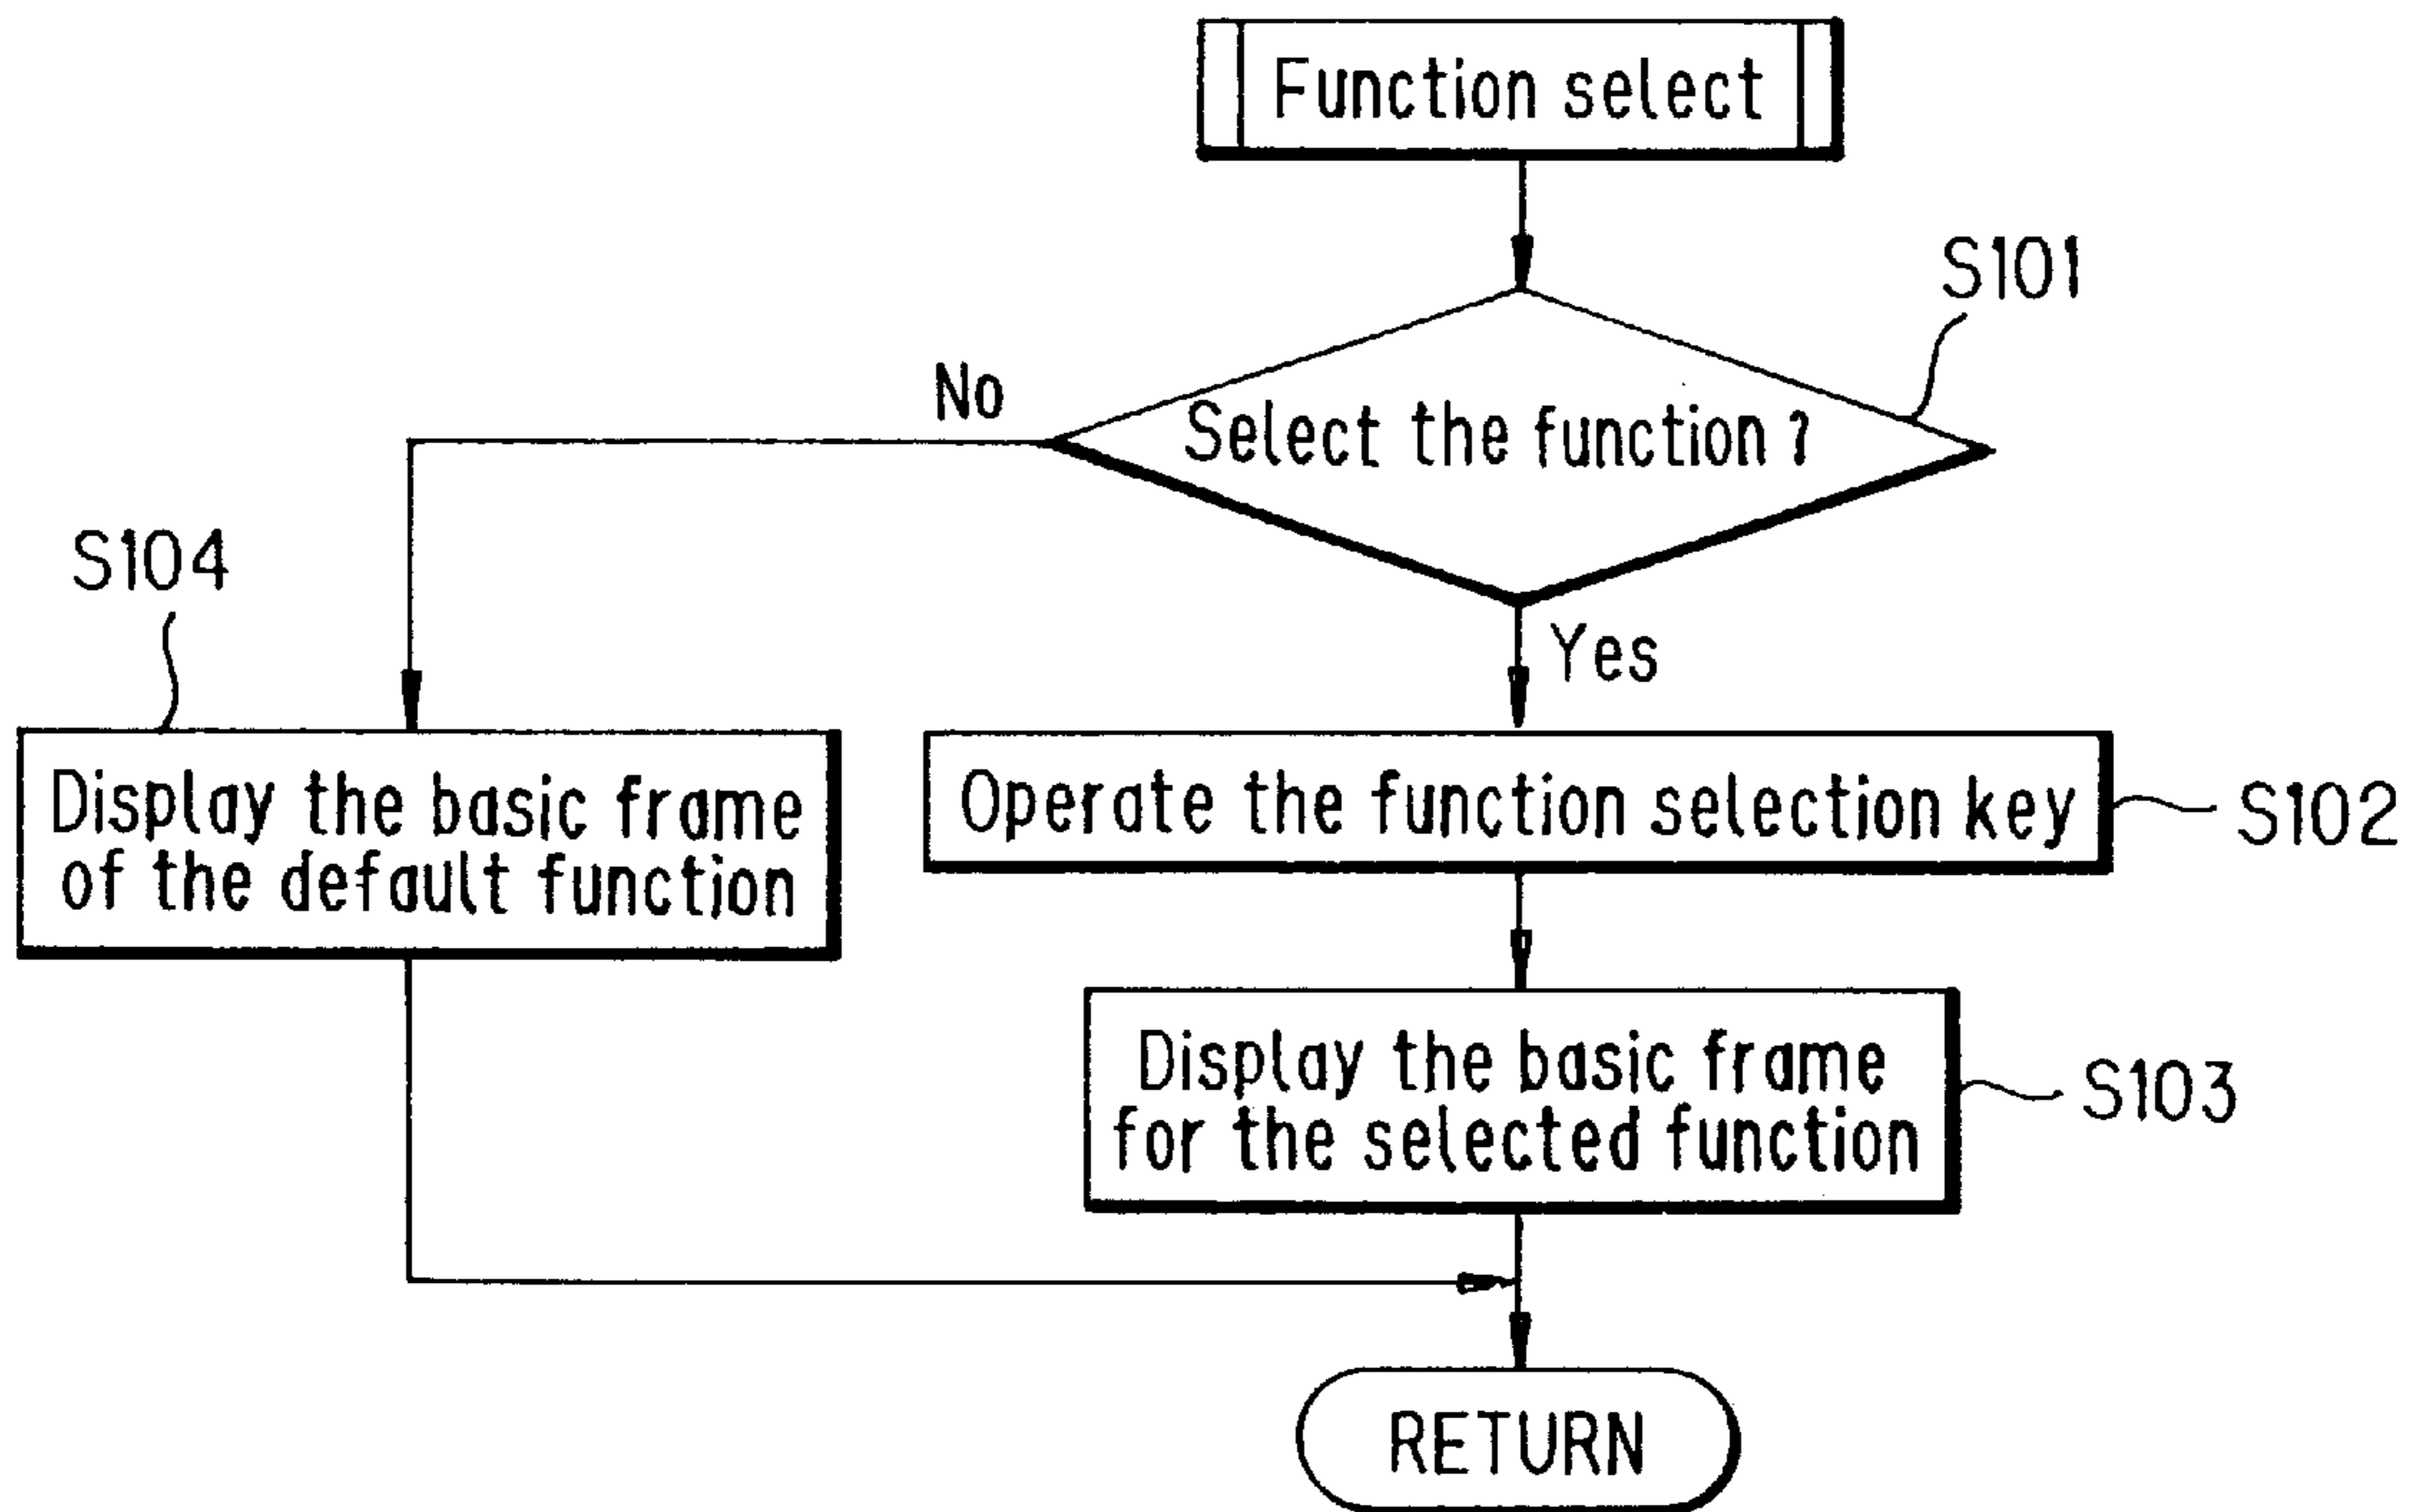 Function select
S101
Select the function ?
No
Yes
S104
Display the basic frame
of the default function
Operate the function selection key
S102
Display the basic frame
for the selected function
S103
RETURN